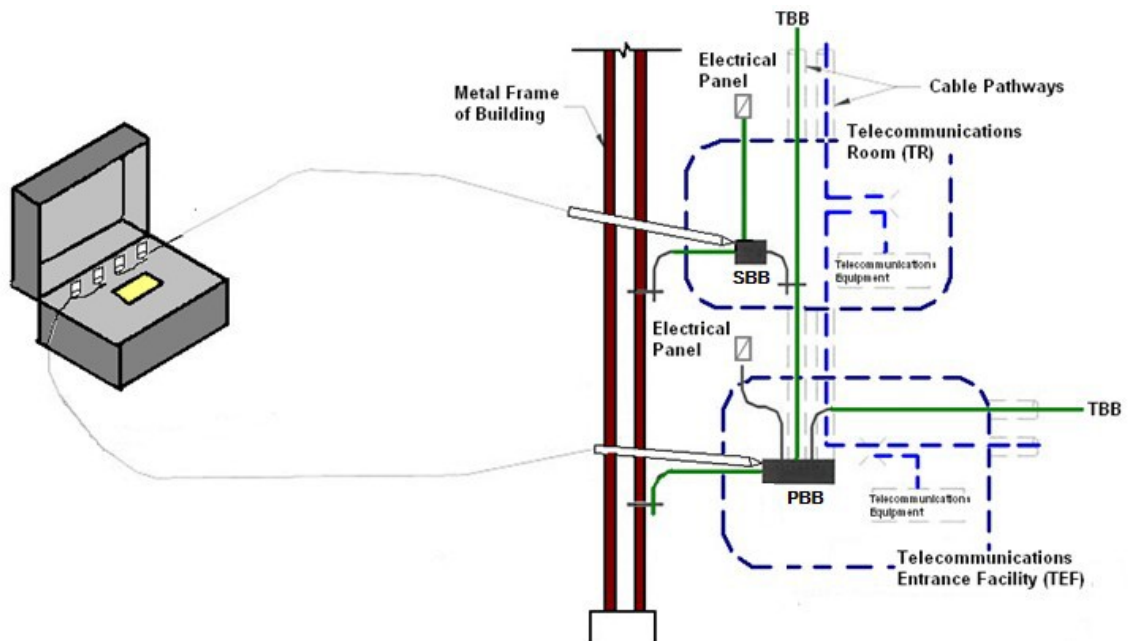 TBB
Electrical
Panel
Cable Pathways
Metal Frame
of Building
Telecommunications
Room (TR)
Telecommunications
Equipment
SBB
Electrical
Panel
TBB
PBB
Telecommunications
Equipment
Telecommunications
Entrance Facility (TEF)